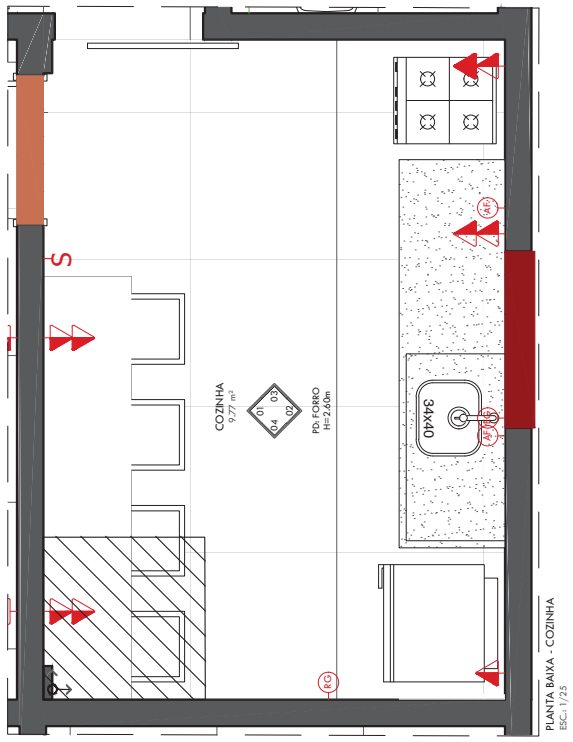 COZINHA
9.77 m²
01
03
02
04
PD: FORRO
H=2.60m
S
AF
34X40
RG
RG
PLANTA BAIXA - COZINHA
ESC.: 1/25